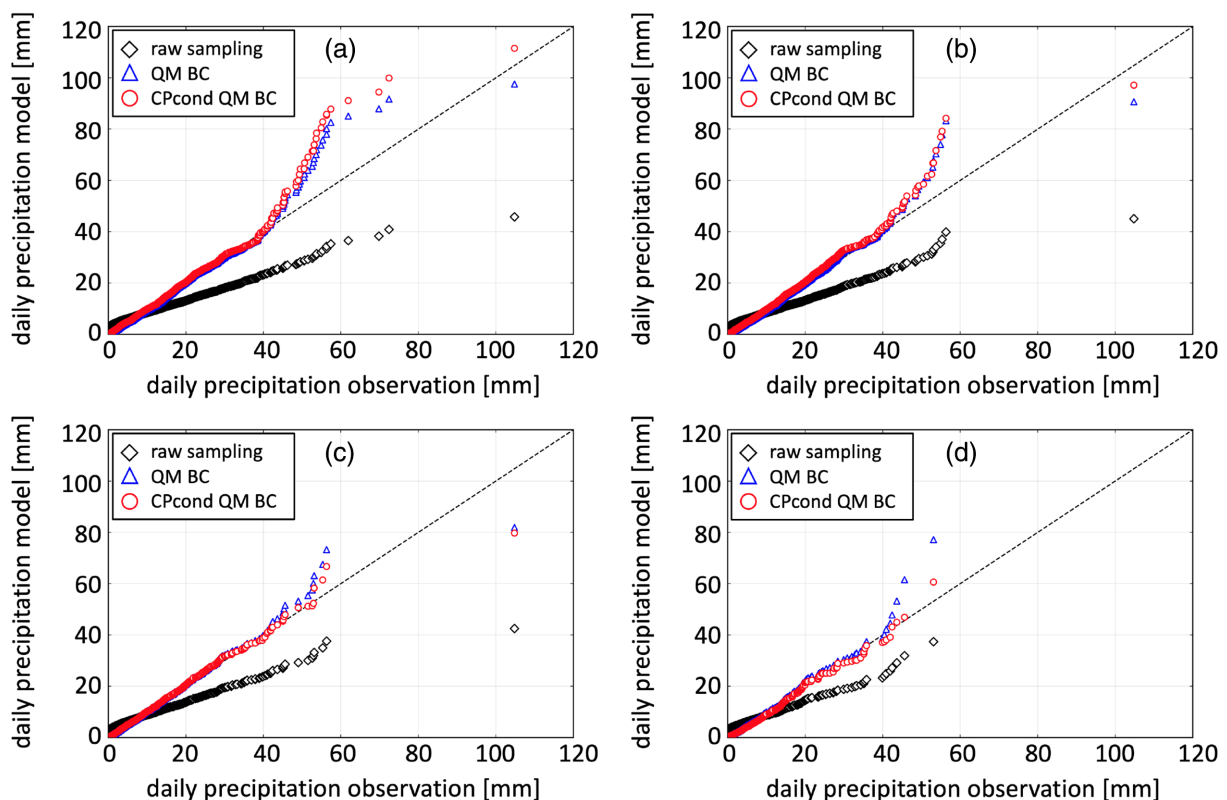 120
100
80
60
40
20
0
daily precipitation model [mm]
raw sampling
QM BC
CPcond QM BC
(a)
0 20 40 60 80 100 120
daily precipitation observation [mm]
120
100
80
60
40
20
0
daily precipitation model [mm]
raw sampling
QM BC
CPcond QM BC
(b)
0 20 40 60 80 100 120
daily precipitation observation [mm]
120
100
80
60
40
20
0
daily precipitation model [mm]
raw sampling
QM BC
CPcond QM BC
(c)
0 20 40 60 80 100 120
daily precipitation observation [mm]
120
100
80
60
40
20
0
daily precipitation model [mm]
raw sampling
QM BC
CPcond QM BC
(d)
0 20 40 60 80 100 120
daily precipitation observation [mm]